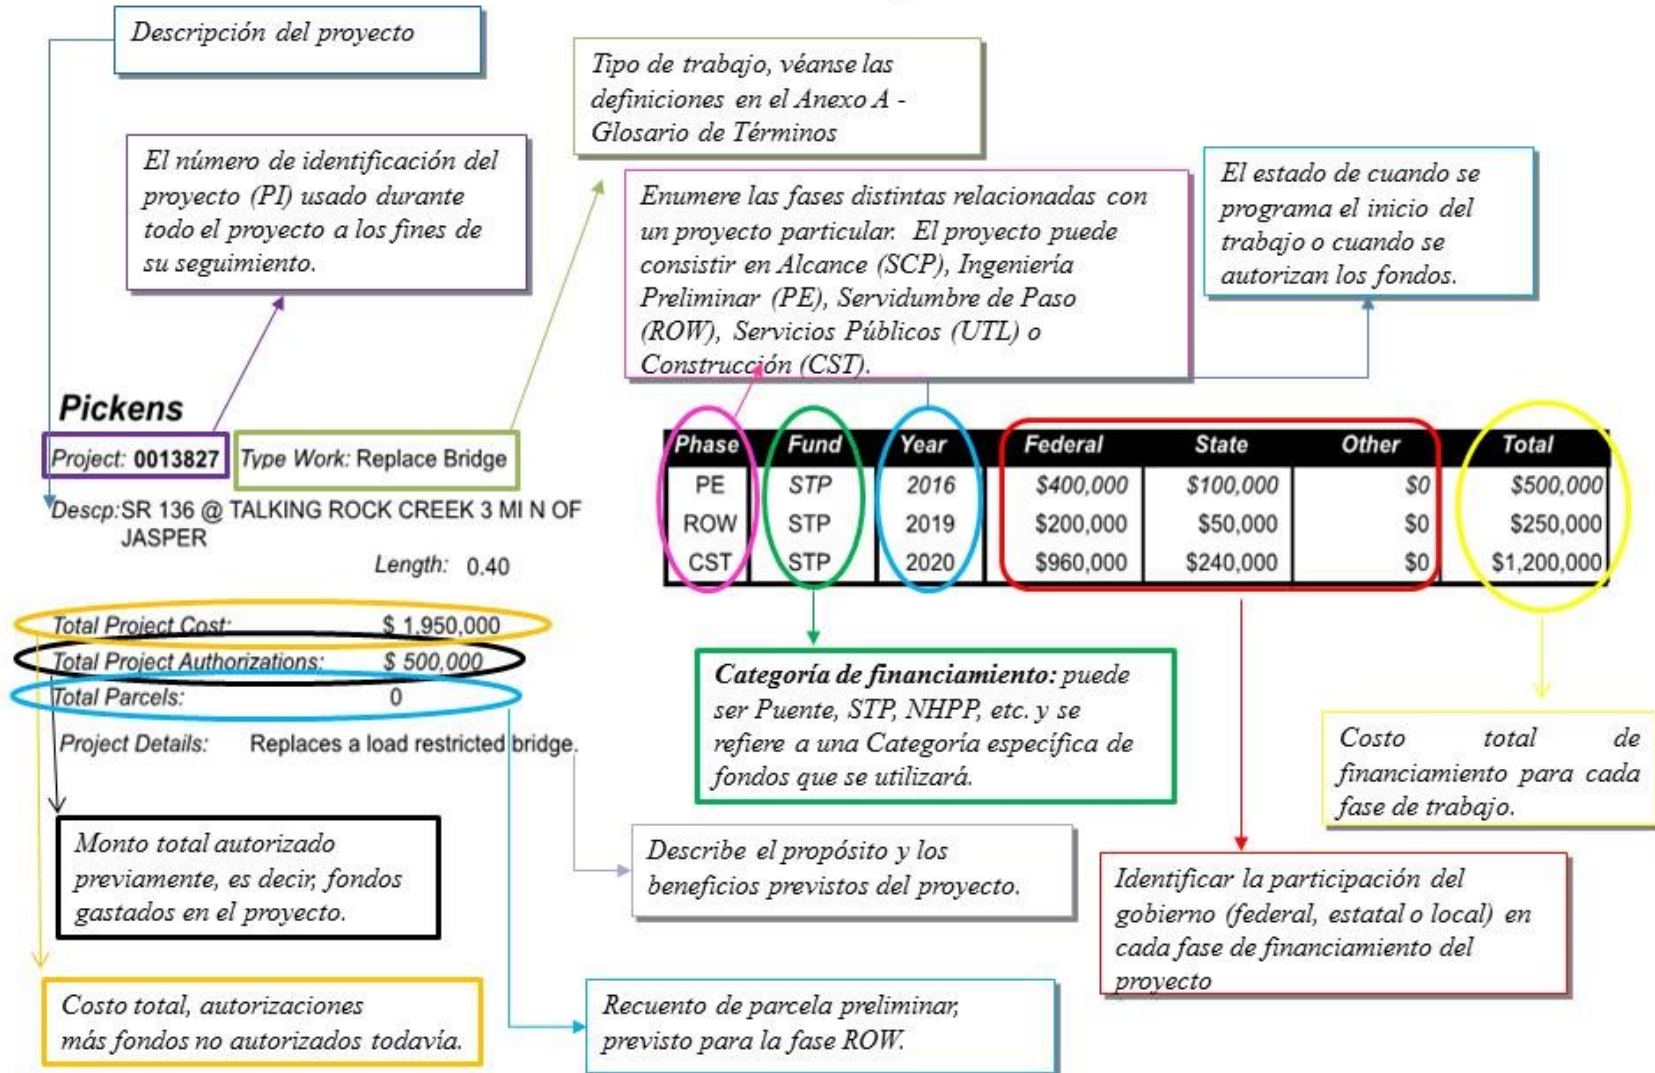 Descripción del proyecto
Tipo de trabajo, véanse las
definiciones en el Anexo A -
Glosario de Términos
El número de identificación del
proyecto (PI) usado durante
todo el proyecto a los fines de
su seguimiento.
Enumere las fases distintas relacionadas con
un proyecto particular. El proyecto puede
consistir en Alcance (SCP), Ingeniería
Preliminar (PE), Servidumbre de Paso
(ROW), Servicios Públicos (UTL) o
Construcción (CST).
El estado de cuando se
programa el inicio del
trabajo o cuando se
autorizan los fondos.
Pickens
Project: 0013827 Type Work: Replace Bridge
Descp: SR 136 @ TALKING ROCK CREEK 3 MI N OF
JASPER
Length: 0.40
Total Project Cost: $ 1,950,000
Total Project Authorizations: $ 500,000
Total Parcels: 0
Project Details: Replaces a load restricted bridge.
Phase Fund Year Federal State Other Total
PE STP 2016 $400,000 $100,000 $0 $500,000
ROW STP 2019 $200,000 $50,000 $0 $250,000
CST STP 2020 $960,000 $240,000 $0 $1,200,000
Categoría de financiamiento: puede
ser Puente, STP, NHPP, etc. y se
refiere a una Categoría específica de
fondos que se utilizará.
Costo total de
financiamiento para cada
fase de trabajo.
Monto total autorizado
previamente, es decir, fondos
gastados en el proyecto.
Describe el propósito y los
beneficios previstos del proyecto.
Identificar la participación del
gobierno (federal, estatal o local) en
cada fase de financiamiento del
proyecto
Costo total, autorizaciones
más fondos no autorizados todavía.
Recuento de parcela preliminar,
previsto para la fase ROW.